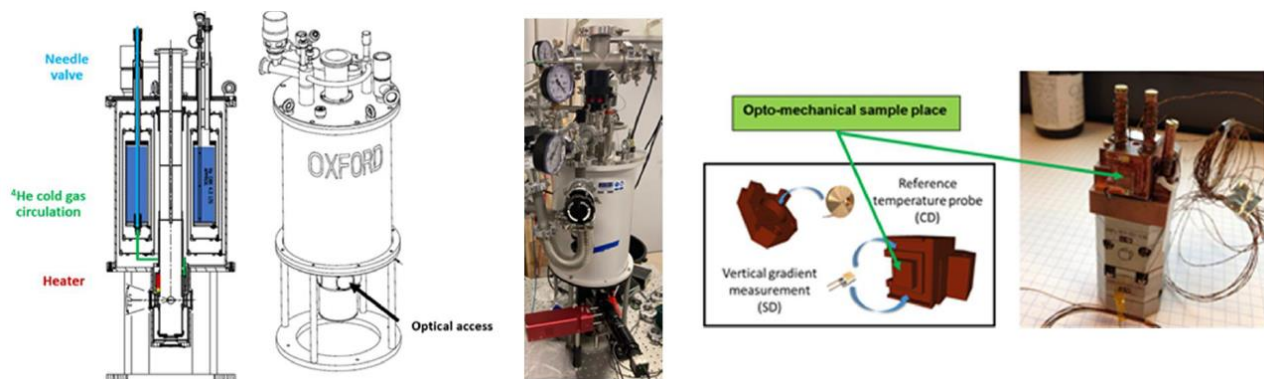 Needle
valve
⁴He cold gas
circulation
Heater
OXFORD
Optical access
Opto-mechanical sample place
Reference
temperature probe
(CD)
Vertical gradient
measurement
(SD)